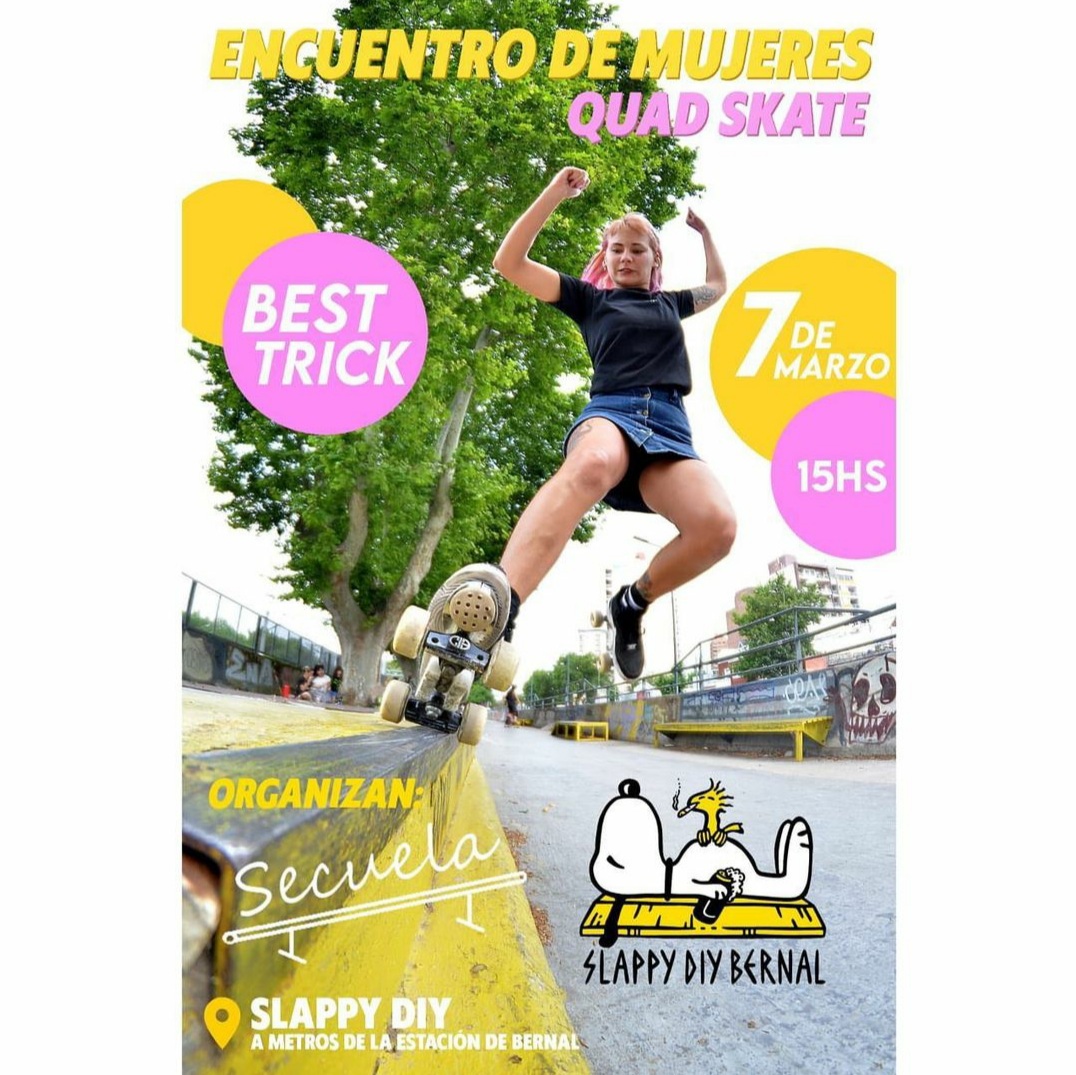 ENCUENTRO DE MUJERES
QUAD SKATE
BEST
TRICK
7 DE
MARZO
15HS
ORGANIZAN:
Secuela
SLAPPY DIY BERNAL
SLAPPY DIY
A METROS DE LA ESTACIÓN DE BERNAL